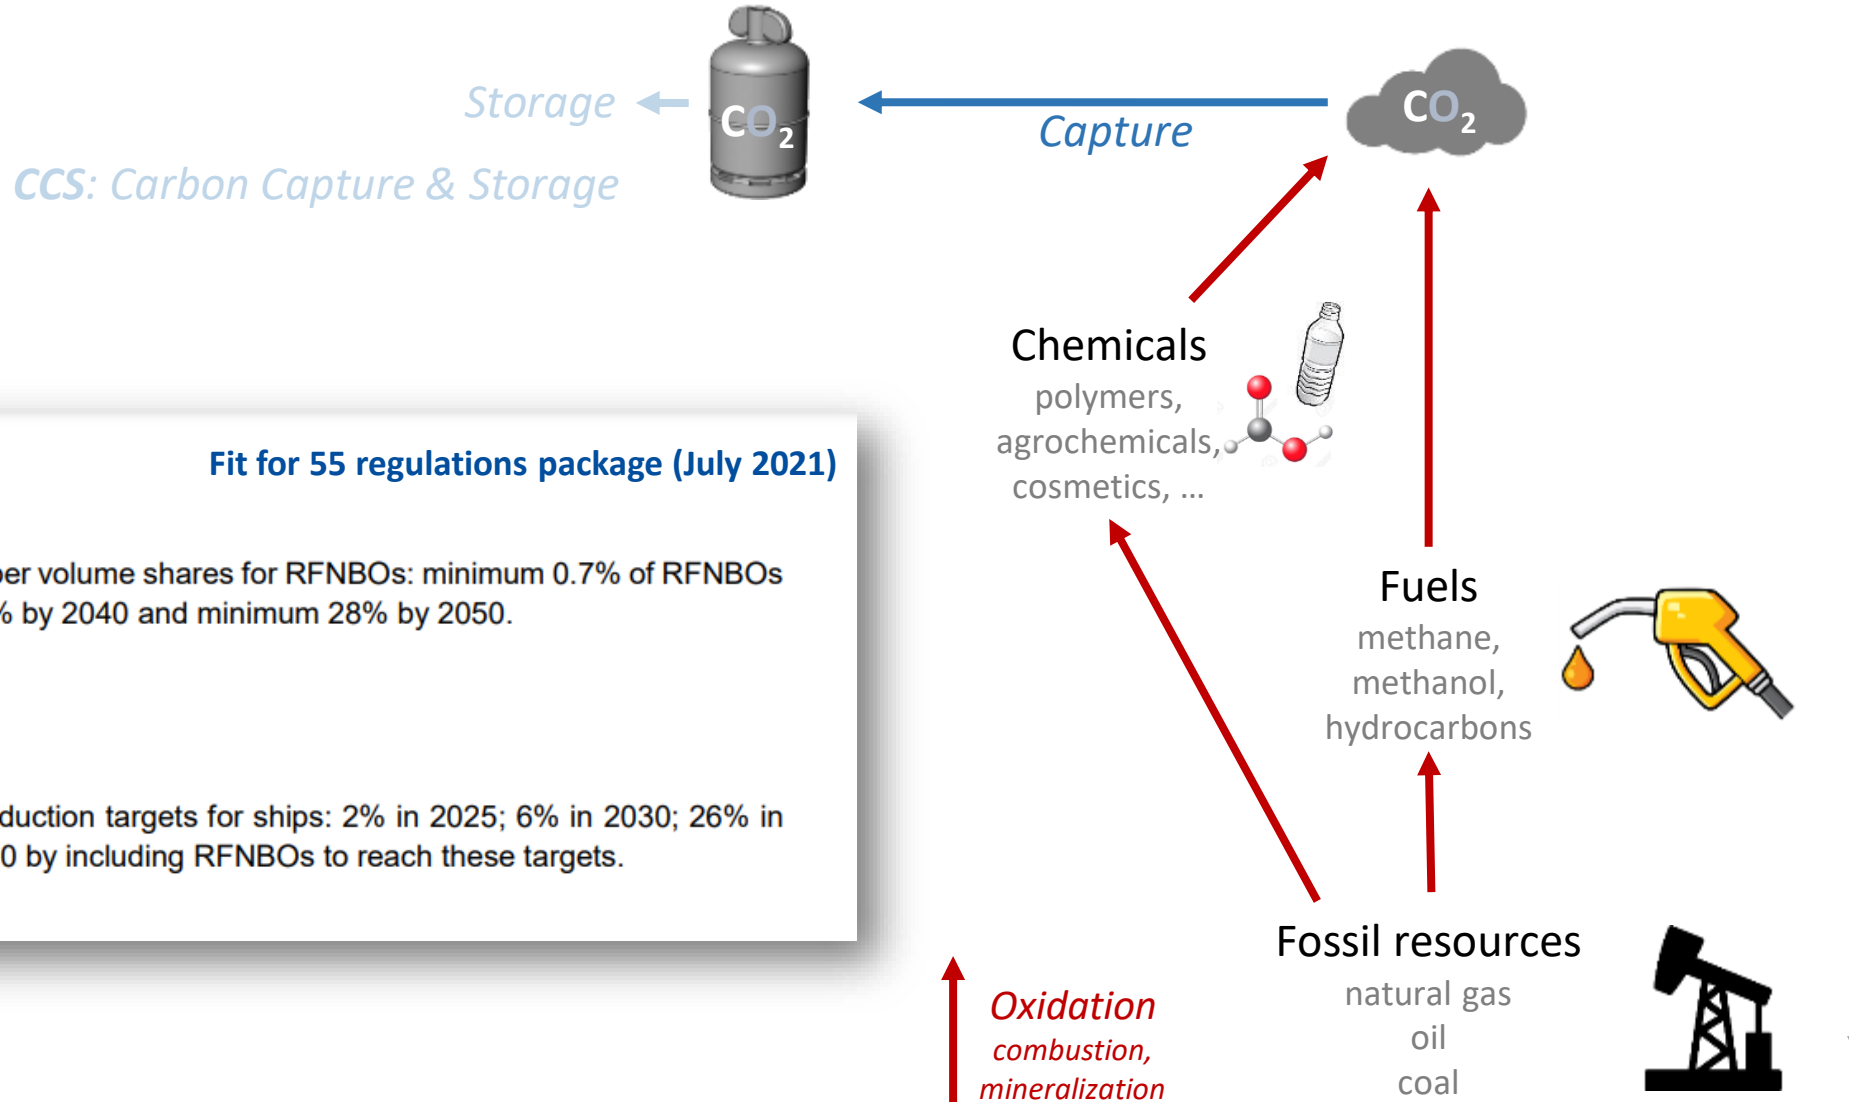 Storage
CO2
Capture
CO2
CCS: Carbon Capture & Storage
Chemicals
polymers,
agrochemicals,
cosmetics, ...
Fit for 55 regulations package (July 2021)
per volume shares for RFNBOs: minimum 0.7% of RFNBOs
% by 2040 and minimum 28% by 2050.
duction targets for ships: 2% in 2025; 6% in 2030; 26% in
0 by including RFNBOs to reach these targets.
Fuels
methane,
methanol,
hydrocarbons
Fossil resources
natural gas
oil
coal
Oxidation
combustion,
mineralization